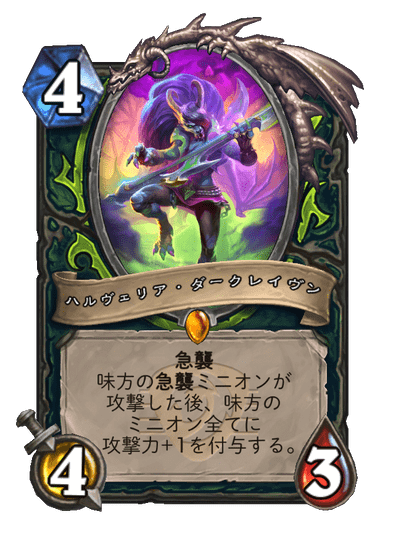 4
ハルヴェリア・ダークレイヴン
急襲
味方の急襲ミニオンが
攻撃した後、味方の
ミニオン全てに
攻撃力+1を付与する。
4
3